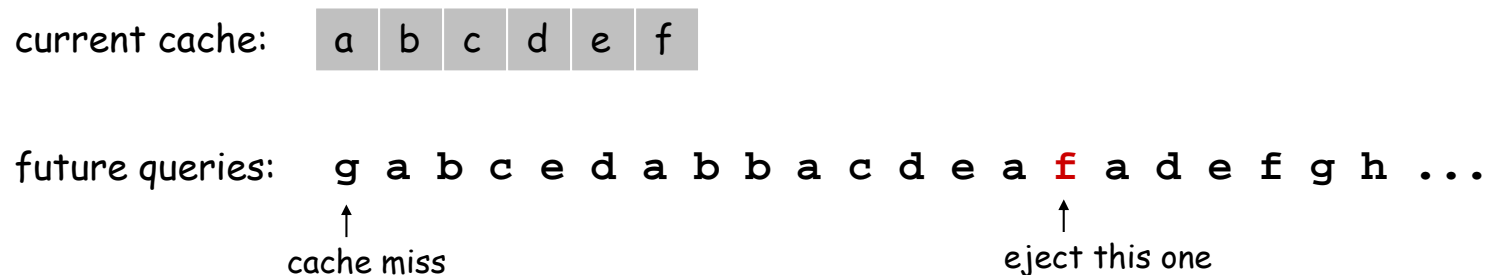 current cache: a b c d e f
future queries: g a b c e d a b b a c d e a f a d e f g h ...
cache miss eject this one